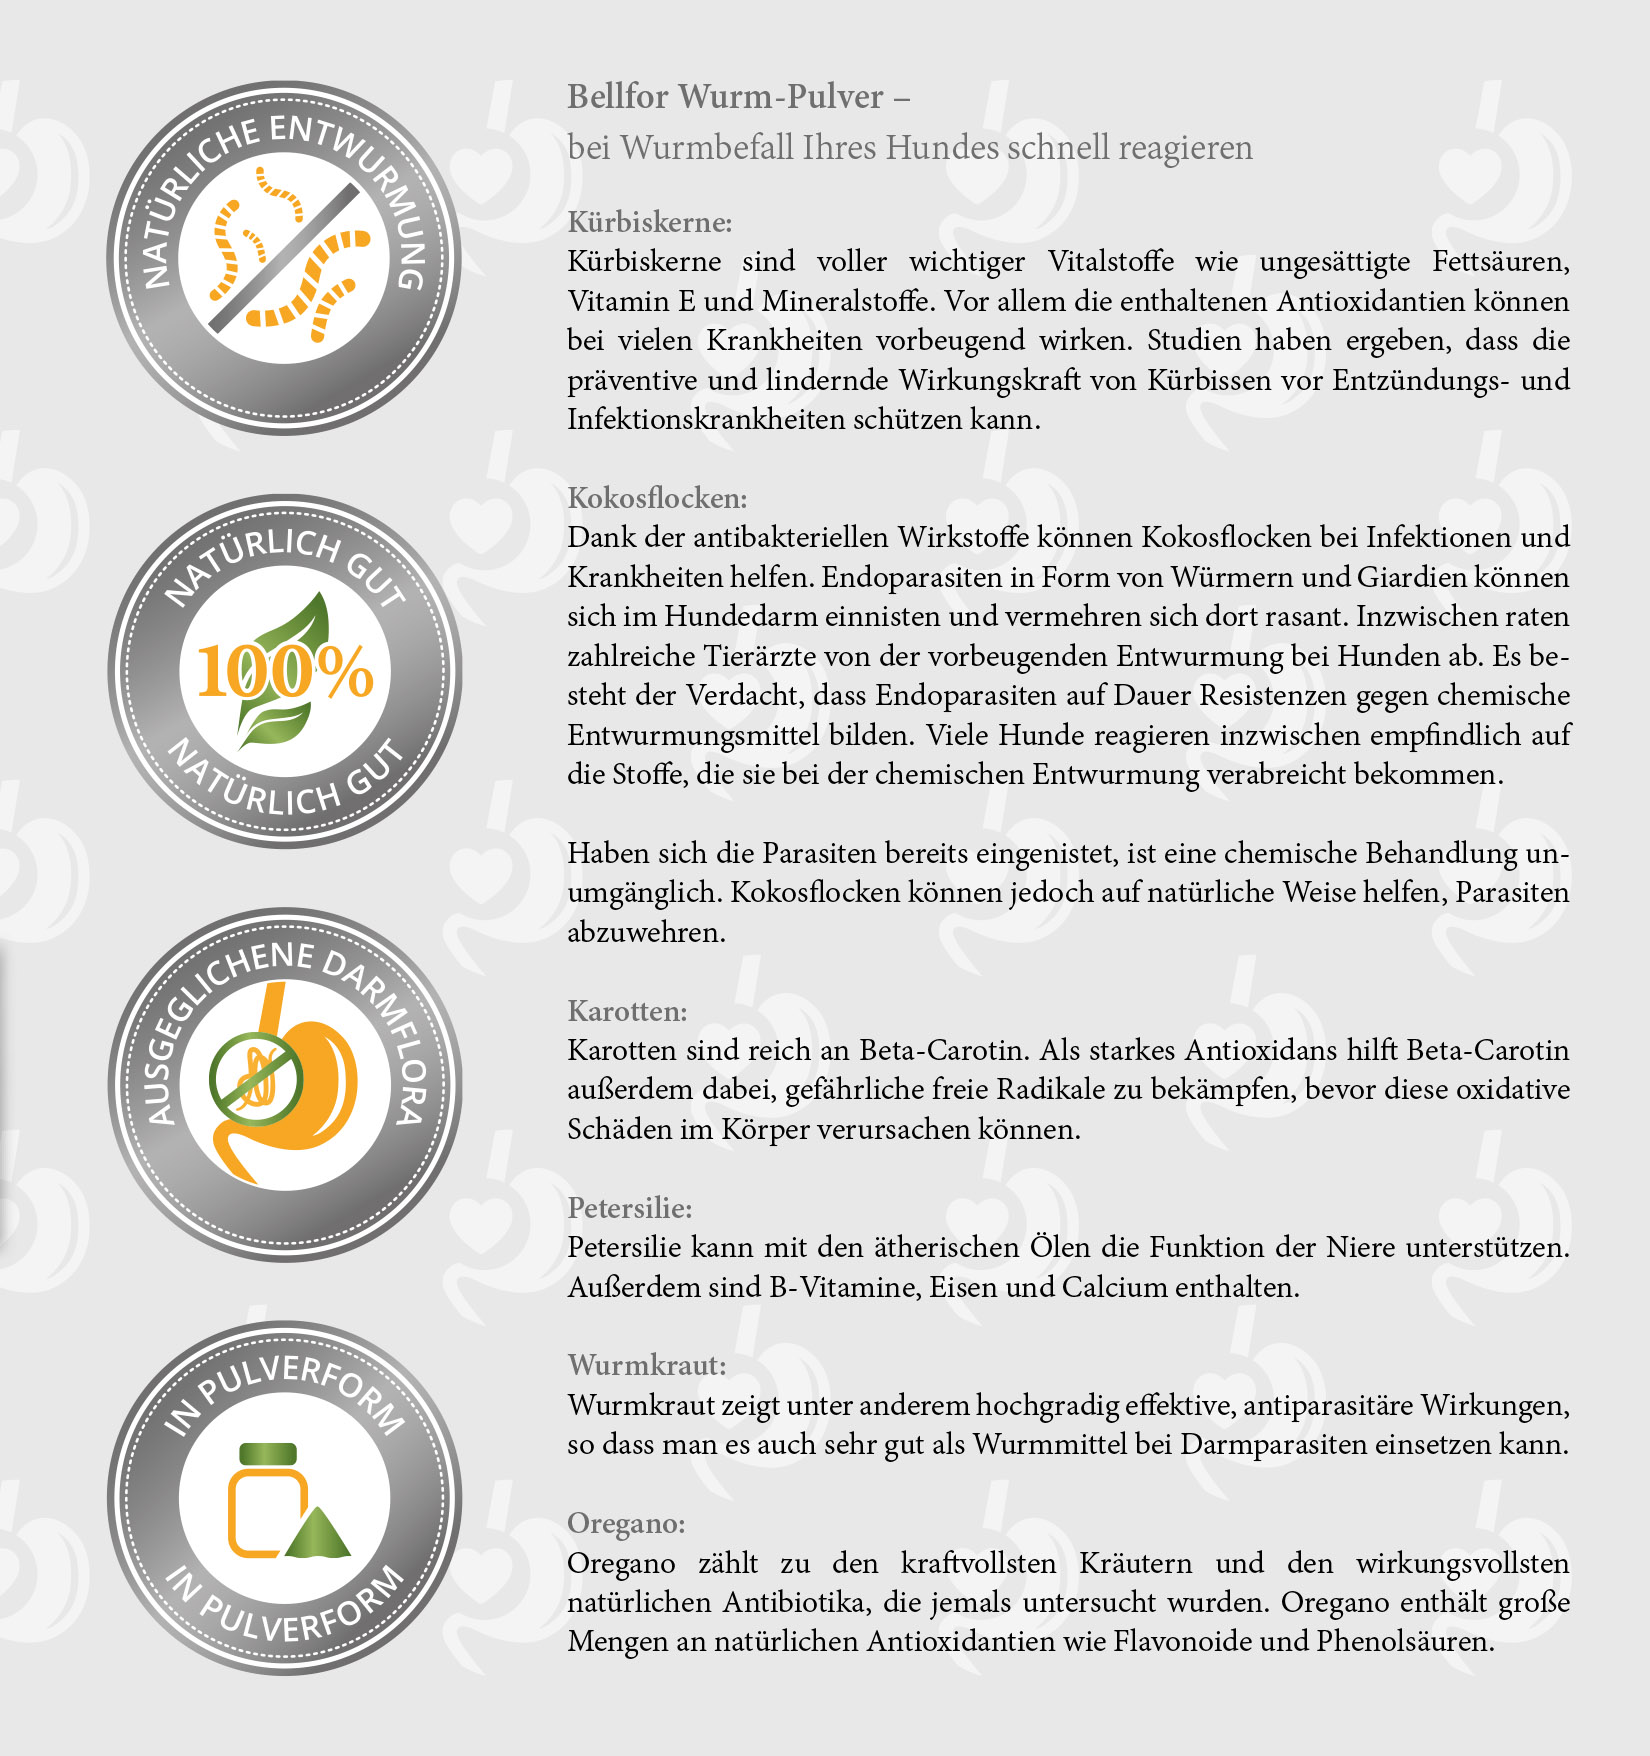 NATÜRLICHE ENTWURMUNG
NATÜRLICH GUT
100%
NATÜRLICH GUT
AUSGEGLICHENE DARMFLORA
IN PULVERFORM
IN PULVERFORM
Bellfor Wurm-Pulver –
bei Wurmbefall Ihres Hundes schnell reagieren
Kürbiskerne:
Kürbiskerne sind voller wichtiger Vitalstoffe wie ungesättigte Fettsäuren,
Vitamin E und Mineralstoffe. Vor allem die enthaltenen Antioxidantien können
bei vielen Krankheiten vorbeugend wirken. Studien haben ergeben, dass die
präventive und lindernde Wirkungskraft von Kürbissen vor Entzündungs- und
Infektionskrankheiten schützen kann.
Kokosflocken:
Dank der antibakteriellen Wirkstoffe können Kokosflocken bei Infektionen und
Krankheiten helfen. Endoparasiten in Form von Würmern und Giardien können
sich im Hundedarm einnisten und vermehren sich dort rasant. Inzwischen raten
zahlreiche Tierärzte von der vorbeugenden Entwurmung bei Hunden ab. Es be-
steht der Verdacht, dass Endoparasiten auf Dauer Resistenzen gegen chemische
Entwurmungsmittel bilden. Viele Hunde reagieren inzwischen empfindlich auf
die Stoffe, die sie bei der chemischen Entwurmung verabreicht bekommen.
Haben sich die Parasiten bereits eingenistet, ist eine chemische Behandlung un-
umgänglich. Kokosflocken können jedoch auf natürliche Weise helfen, Parasiten
abzuwehren.
Karotten:
Karotten sind reich an Beta-Carotin. Als starkes Antioxidans hilft Beta-Carotin
außerdem dabei, gefährliche freie Radikale zu bekämpfen, bevor diese oxidative
Schäden im Körper verursachen können.
Petersilie:
Petersilie kann mit den ätherischen Ölen die Funktion der Niere unterstützen.
Außerdem sind B-Vitamine, Eisen und Calcium enthalten.
Wurmkraut:
Wurmkraut zeigt unter anderem hochgradig effektive, antiparasitäre Wirkungen,
so dass man es auch sehr gut als Wurmmittel bei Darmparasiten einsetzen kann.
Oregano:
Oregano zählt zu den kraftvollsten Kräutern und den wirkungsvollsten
natürlichen Antibiotika, die jemals untersucht wurden. Oregano enthält große
Mengen an natürlichen Antioxidantien wie Flavonoide und Phenolsäuren.